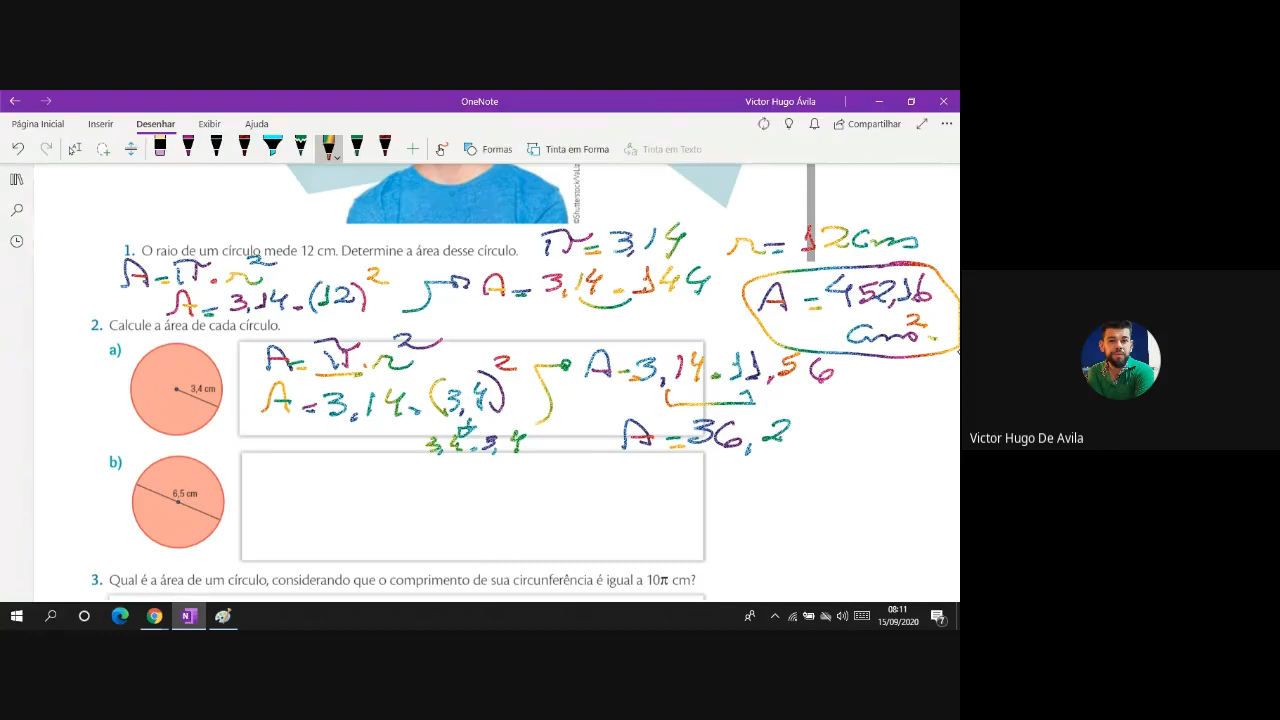 OneNote
Victor Hugo Ávila
Página Inicial Inserir Desenhar Exibir Ajuda
Compartilhar
Formas Tinta em Forma Tinta em Texto
1. O raio de um círculo mede 12 cm. Determine a área desse círculo.
π = 3,14 r = 12cm
A = π . r²
A = 3,14 . (12)² A = 3,14 . 144 A = 452,16
cm².
2. Calcule a área de cada círculo.
a)
3,4 cm
A = π . r²
A = 3,14 . (3,4)² A = 3,14 . 11,56
3,4 . 3,4 A = 36,2
b)
6,5 cm
3. Qual é a área de um círculo, considerando que o comprimento de sua circunferência é igual a 10π cm?
08:11
15/09/2020
Victor Hugo De Avila